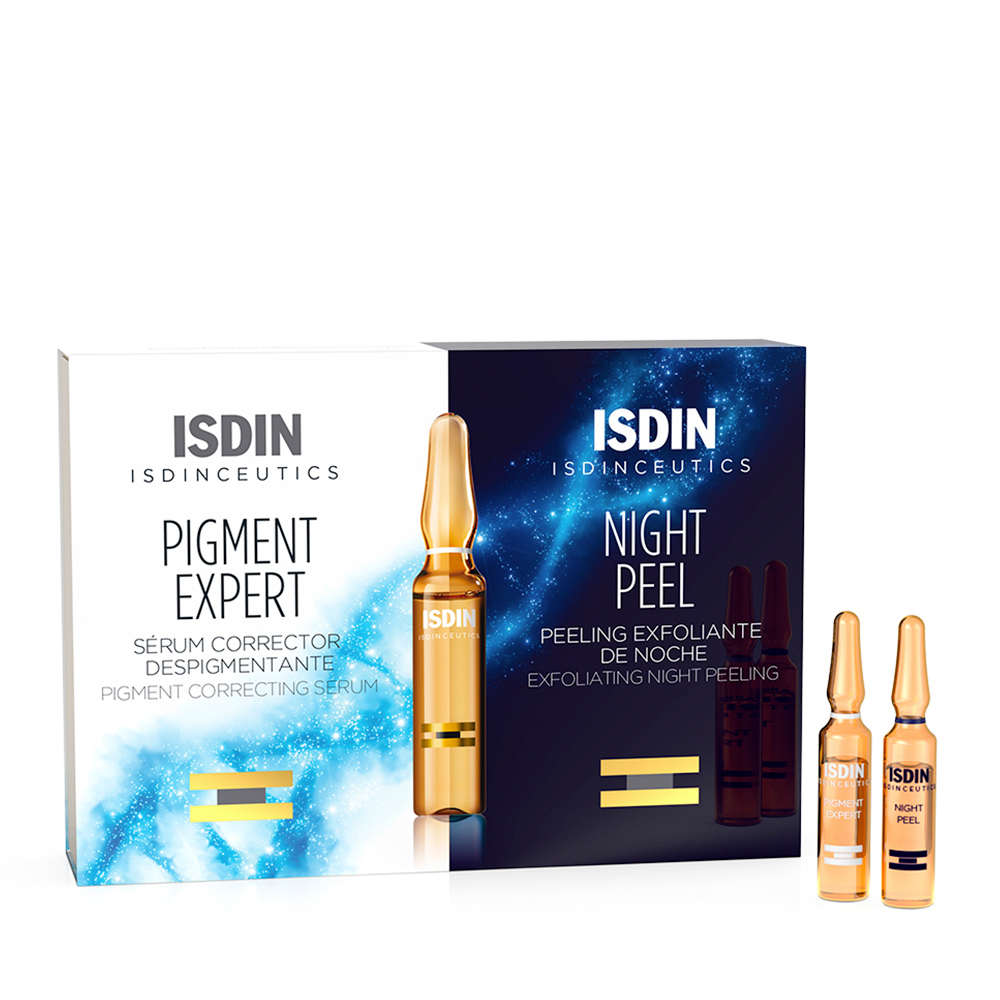 ISDIN
ISDINCEUTICS
PIGMENT
EXPERT
SÉRUM CORRECTOR
DESPIGMENTANTE
PIGMENT CORRECTING SÉRUM
ISDIN
ISDINCEUTICS
ISDIN
ISDINCEUTICS
NIGHT
PEEL
PEELING EXFOLIANTE
DE NOCHE
EXFOLIATING NIGHT PEELING
ISDIN
ISDINCEUTICS
PIGMENT
EXPERT
ISDIN
ISDINCEUTICS
NIGHT
PEEL